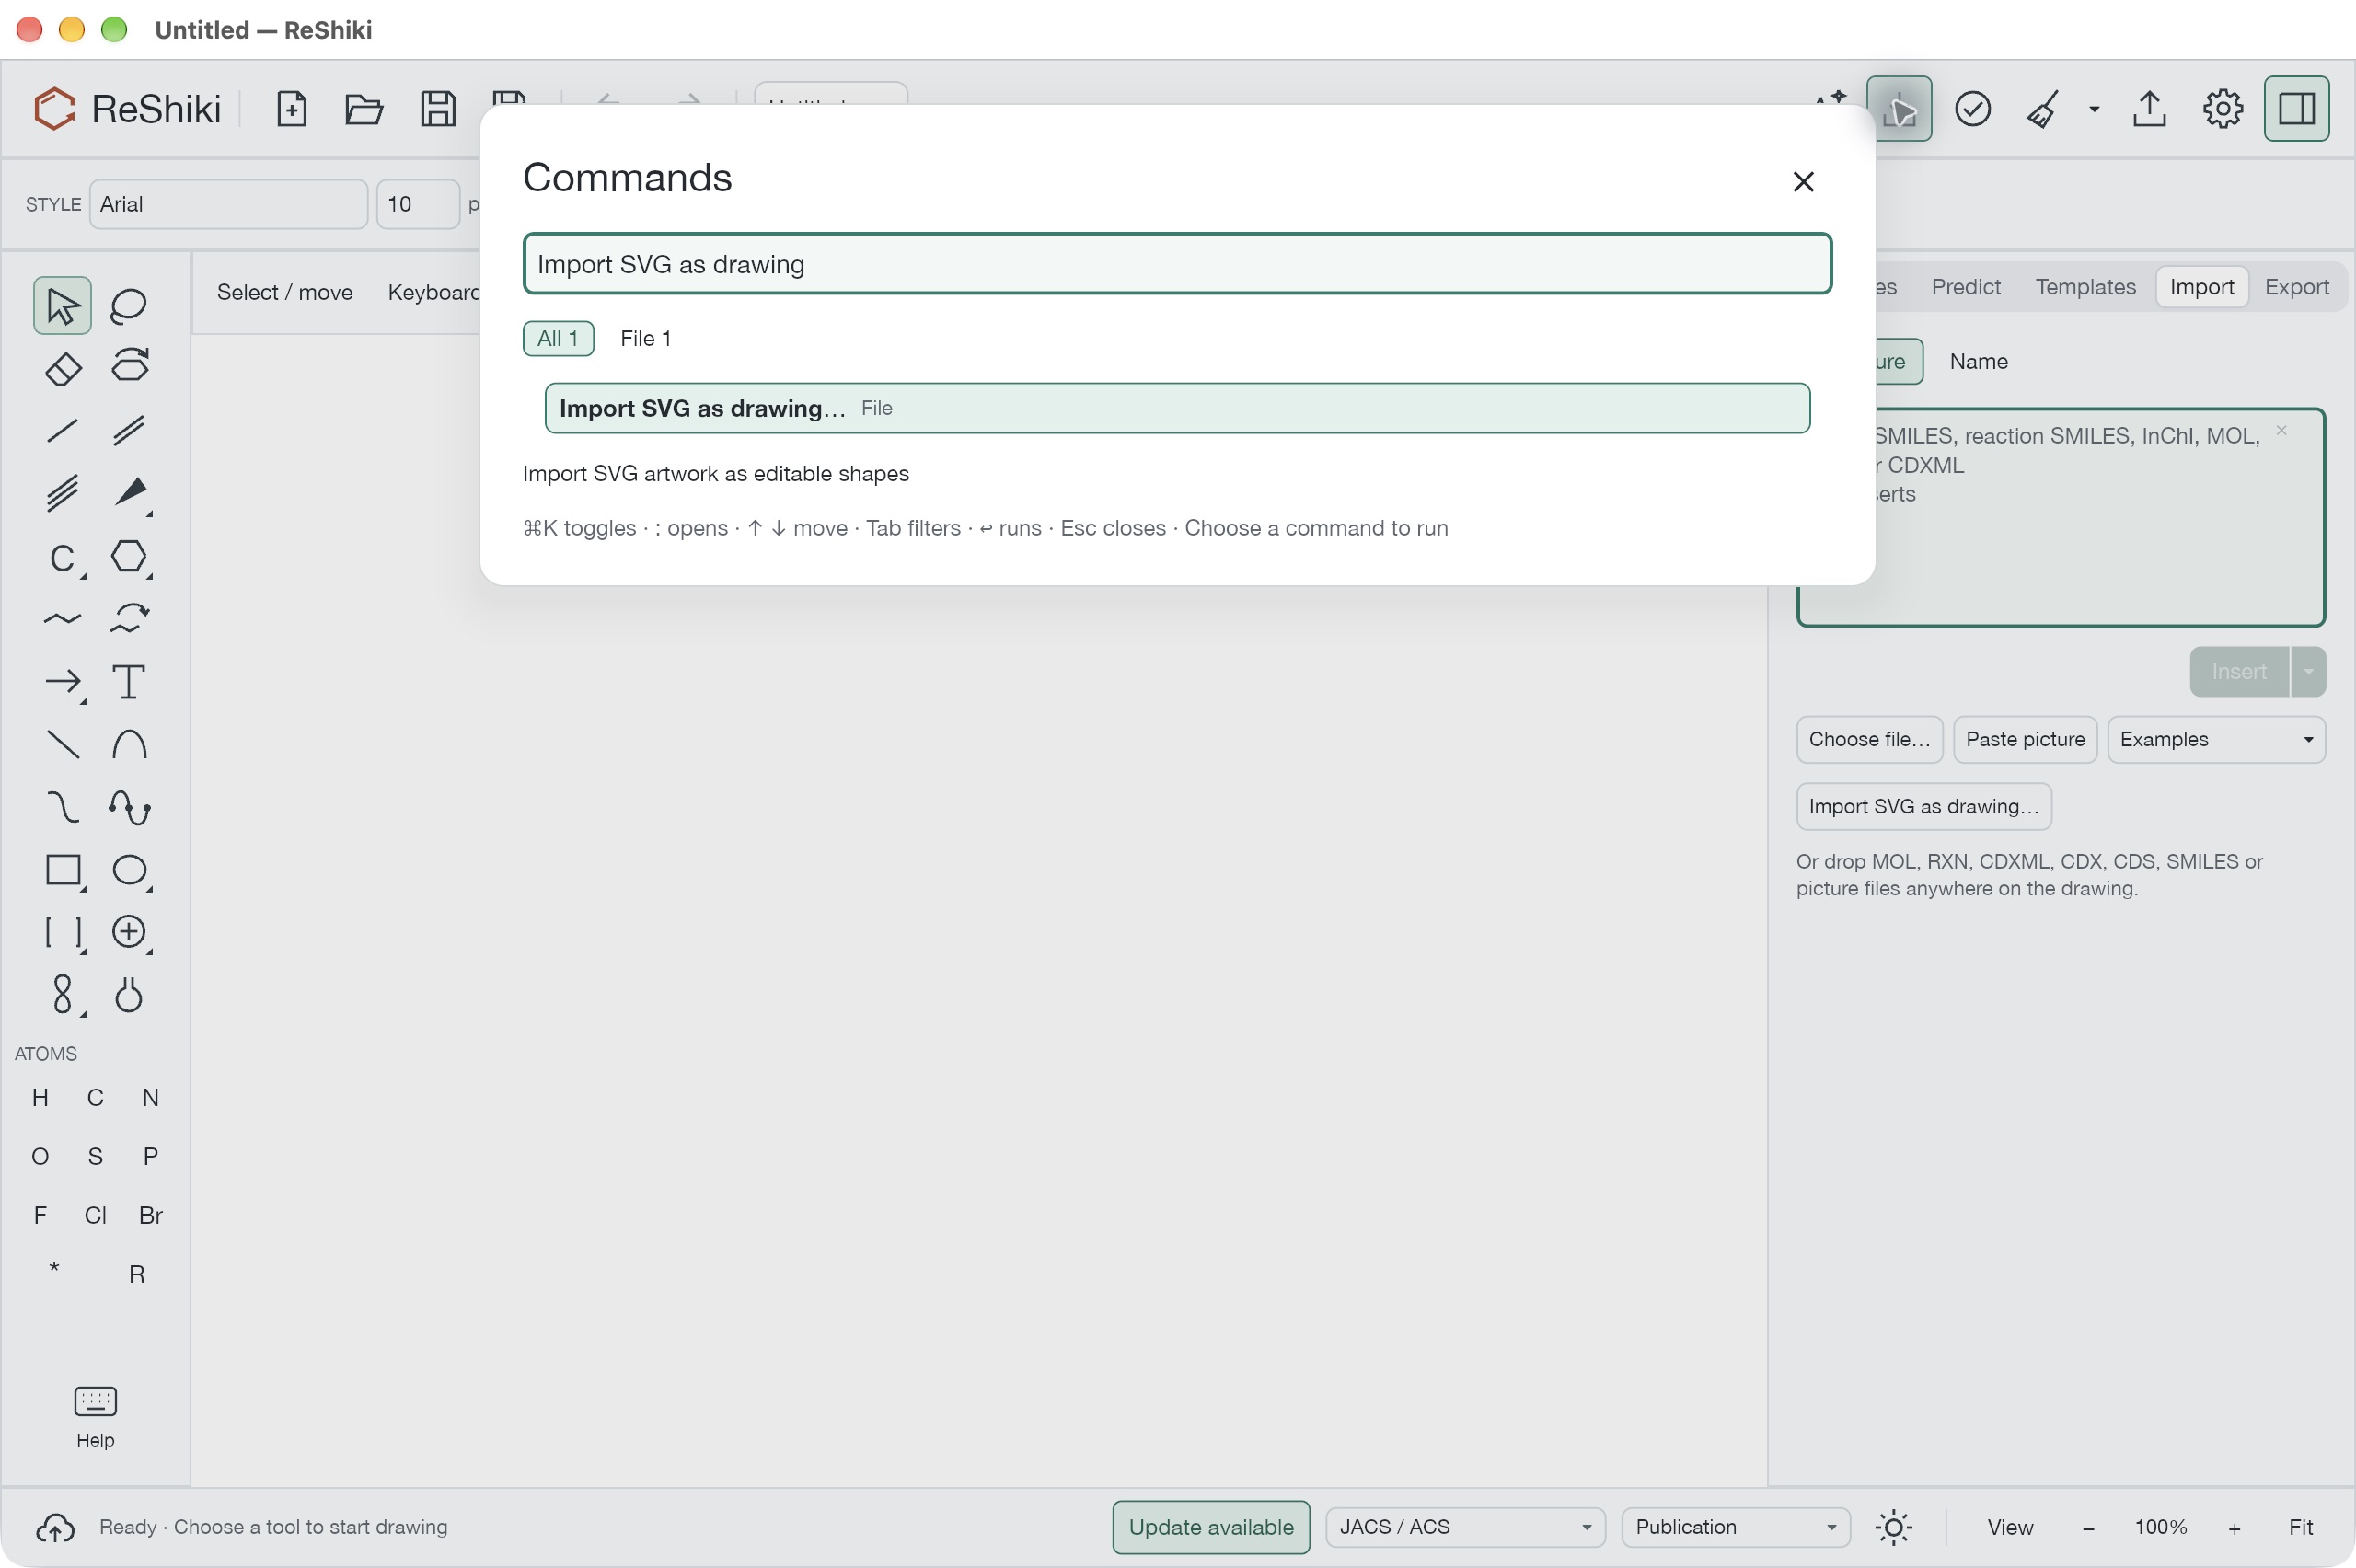 Untitled — ReShiki
ReShiki
STYLE Arial 10
Select / move
Commands
Import SVG as drawing
All 1 File 1
Import SVG as drawing… File
Import SVG artwork as editable shapes
⌘K toggles · : opens · ↑ ↓ move · Tab filters · ↩ runs · Esc closes · Choose a command to run
Predict Templates Import Export
Name
SMILES, reaction SMILES, InChI, MOL, ×
CDXML
Insert
Choose file… Paste picture Examples
Import SVG as drawing…
Or drop MOL, RXN, CDXML, CDX, CDS, SMILES or
picture files anywhere on the drawing.
C
T
ATOMS
H C N
O S P
F Cl Br
* R
Help
Ready · Choose a tool to start drawing
Update available JACS / ACS Publication View − 100% + Fit